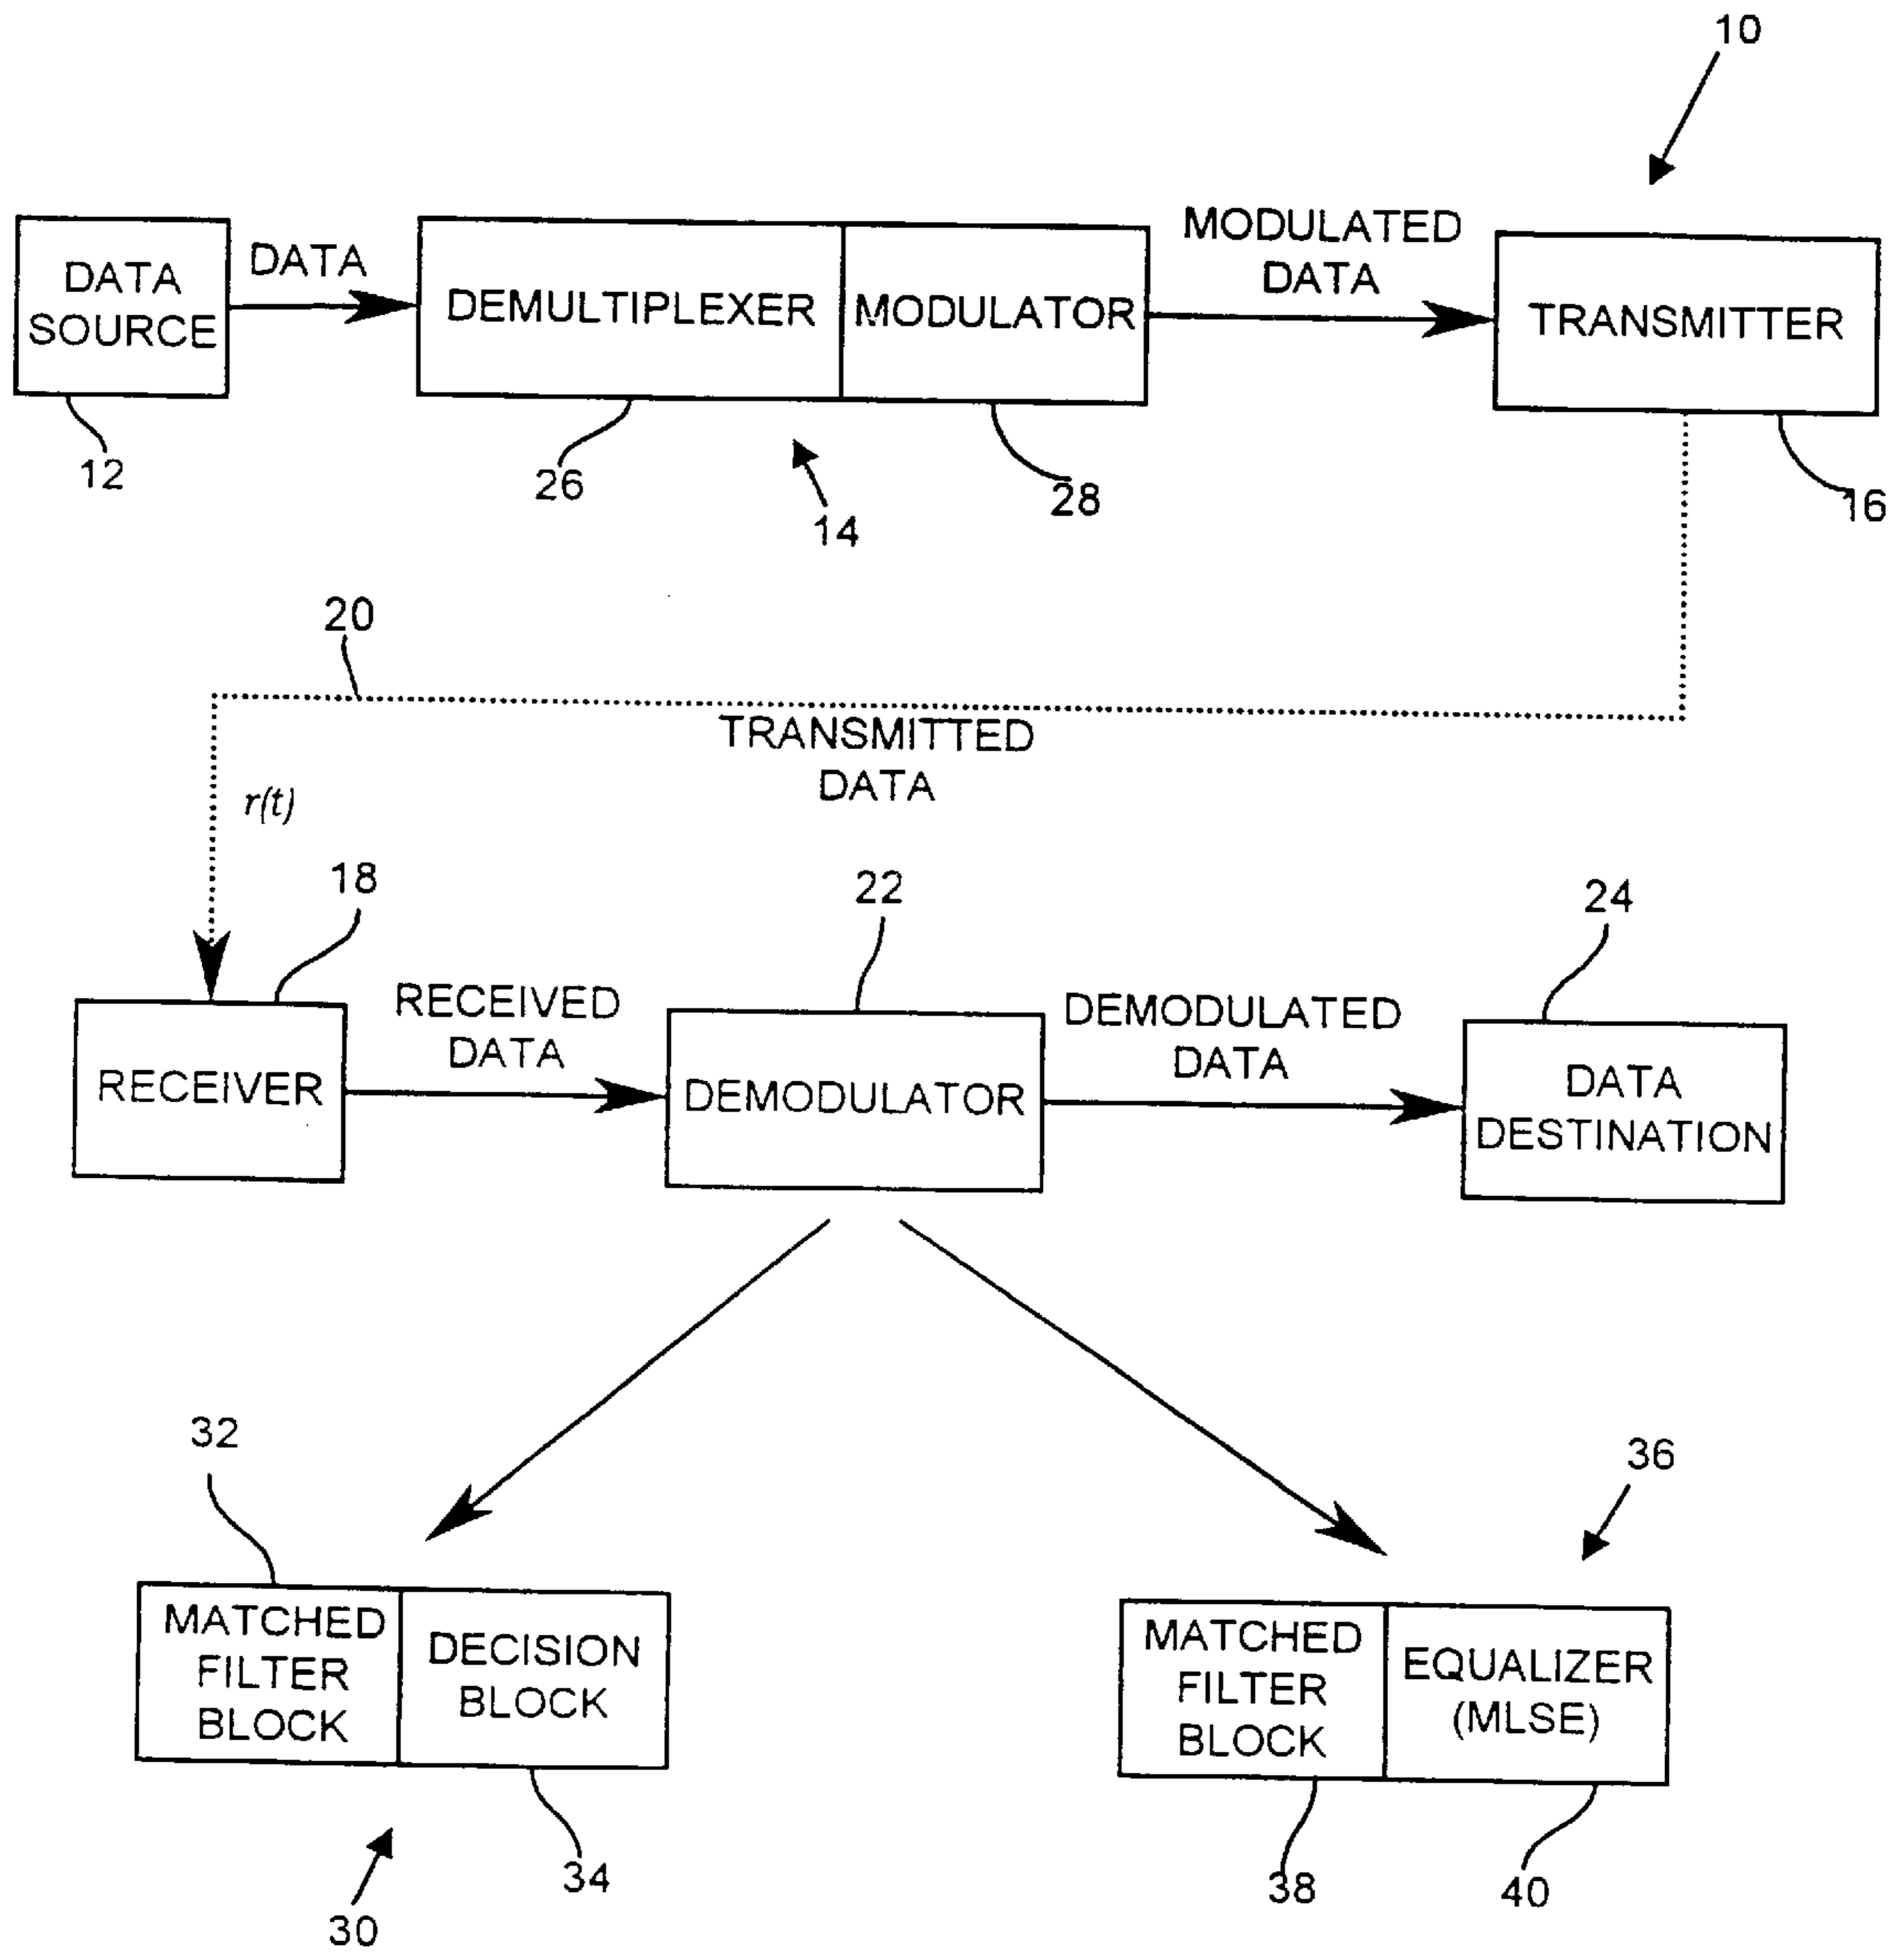 10
DATA
SOURCE
DATA
DEMULTIPLEXER
MODULATOR
MODULATED
DATA
TRANSMITTER
12
26
14
28
16
20
TRANSMITTED
DATA
r(t)
18
22
24
RECEIVER
RECEIVED
DATA
DEMODULATOR
DEMODULATED
DATA
DATA
DESTINATION
32
36
MATCHED
FILTER
BLOCK
DECISION
BLOCK
MATCHED
FILTER
BLOCK
EQUALIZER
(MLSE)
30
34
38
40